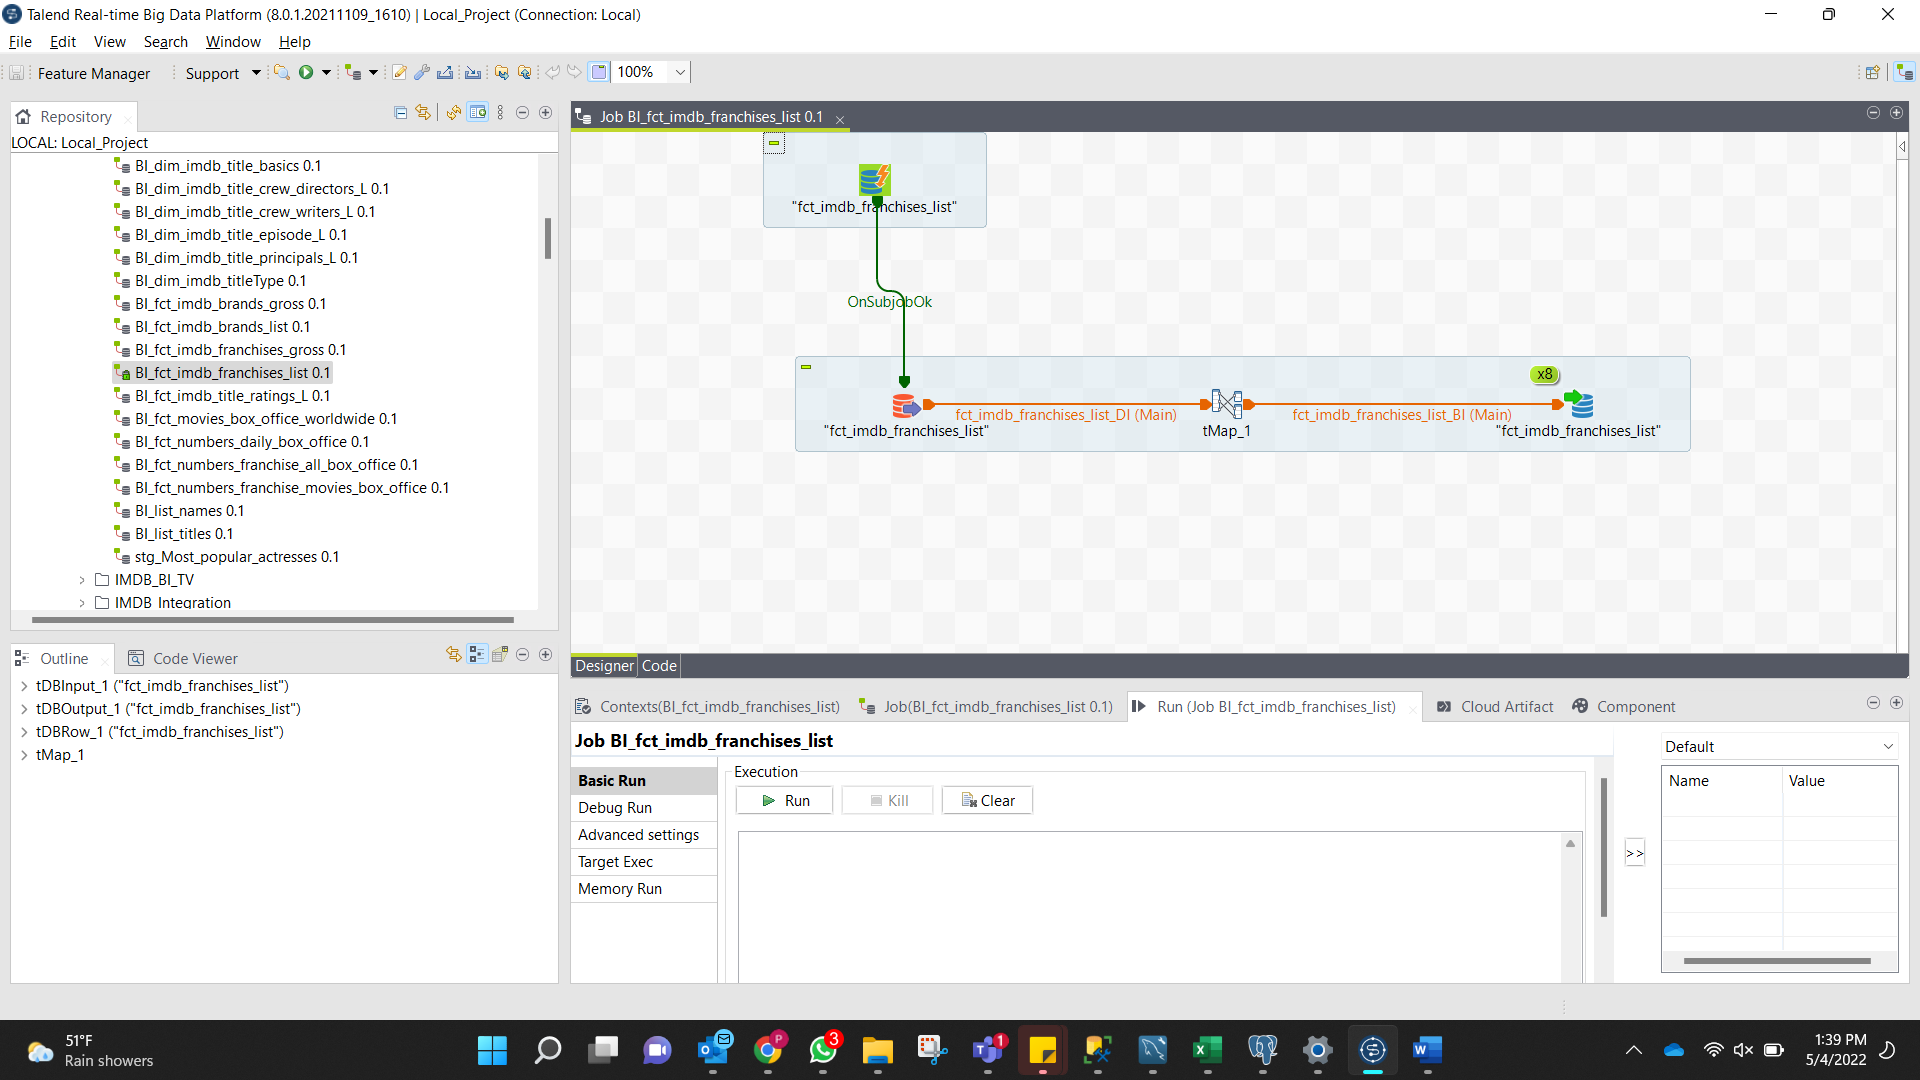 Talend Real-time Big Data Platform (8.0.1.20211109_1610) | Local_Project (Connection: Local)
File Edit View Search Window Help
Feature Manager Support 100%
Repository
LOCAL: Local_Project
BI_dim_imdb_title_basics 0.1
BI_dim_imdb_title_crew_directors_L 0.1
BI_dim_imdb_title_crew_writers_L 0.1
BI_dim_imdb_title_episode_L 0.1
BI_dim_imdb_title_principals_L 0.1
BI_dim_imdb_titleType 0.1
BI_fct_imdb_brands_gross 0.1
BI_fct_imdb_brands_list 0.1
BI_fct_imdb_franchises_gross 0.1
BI_fct_imdb_franchises_list 0.1
BI_fct_imdb_title_ratings_L 0.1
BI_fct_movies_box_office_worldwide 0.1
BI_fct_numbers_daily_box_office 0.1
BI_fct_numbers_franchise_all_box_office 0.1
BI_fct_numbers_franchise_movies_box_office 0.1
BI_list_names 0.1
BI_list_titles 0.1
stg_Most_popular_actresses 0.1
IMDB_BI_TV
IMDB_Integration
Job BI_fct_imdb_franchises_list 0.1
"fct_imdb_franchises_list"
OnSubjobOk
x8
fct_imdb_franchises_list_DI (Main) fct_imdb_franchises_list_BI (Main)
"fct_imdb_franchises_list" tMap_1 "fct_imdb_franchises_list"
Designer Code
Outline Code Viewer
tDBInput_1 ("fct_imdb_franchises_list")
tDBOutput_1 ("fct_imdb_franchises_list")
tDBRow_1 ("fct_imdb_franchises_list")
tMap_1
Contexts(BI_fct_imdb_franchises_list) Job(BI_fct_imdb_franchises_list 0.1) Run (Job BI_fct_imdb_franchises_list) Cloud Artifact Component
Job BI_fct_imdb_franchises_list
Basic Run
Debug Run
Advanced settings
Target Exec
Memory Run
Execution
Run Kill Clear
>>
Default
Name Value
51°F
Rain showers
P
3
1
1:39 PM
5/4/2022